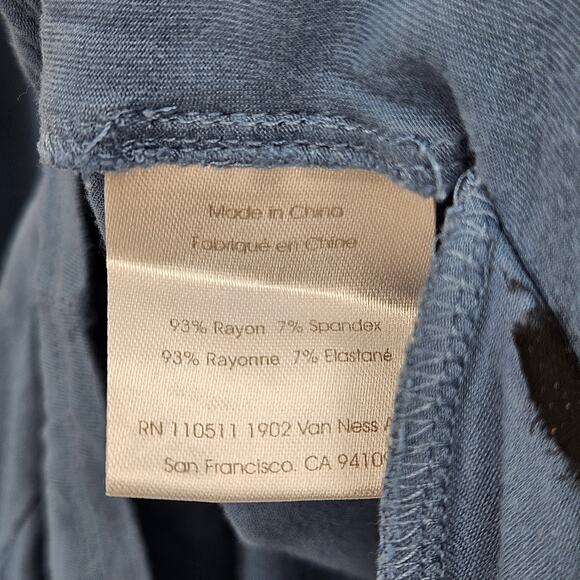 Made in China
Fabriqué en Chine
93% Rayon 7% Spandex
93% Rayonne 7% Elastané
RN 110511 1902 Van Ness
San Francisco. CA 94109